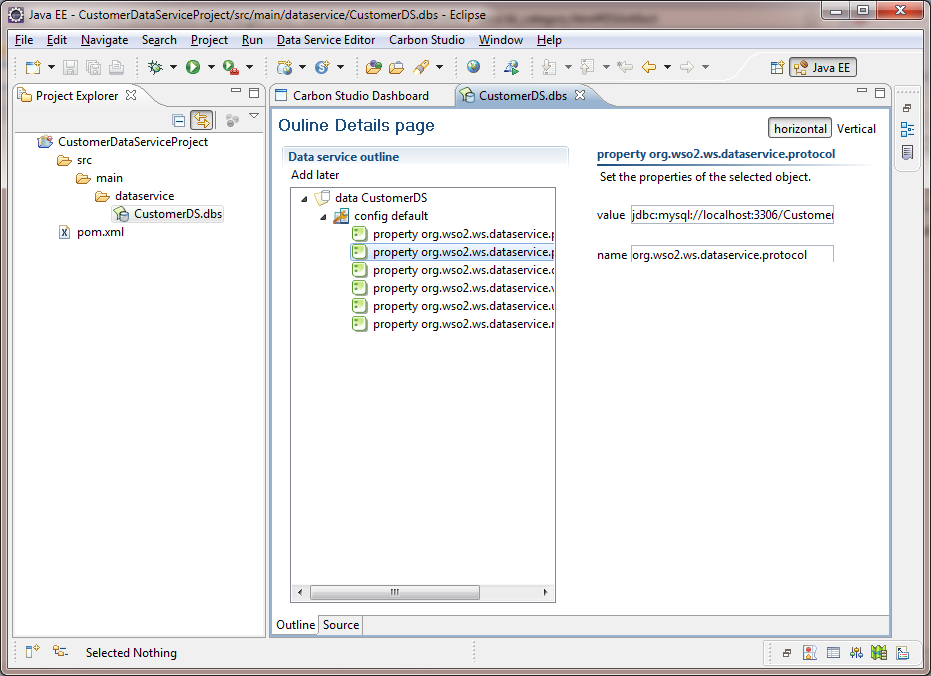 Java EE - CustomerDataServiceProject/src/main/dataservice/CustomerDS.dbs - Eclipse
File Edit Navigate Search Project Run Data Service Editor Carbon Studio Window Help
Java EE
Project Explorer
Carbon Studio Dashboard
CustomerDS.dbs
CustomerDataServiceProject
src
main
dataservice
CustomerDS.dbs
pom.xml
Ouline Details page
horizontal Vertical
Data service outline
Add later
data CustomerDS
config default
property org.wso2.ws.dataservice.p
property org.wso2.ws.dataservice.p
property org.wso2.ws.dataservice.c
property org.wso2.ws.dataservice.v
property org.wso2.ws.dataservice.u
property org.wso2.ws.dataservice.r
property org.wso2.ws.dataservice.protocol
Set the properties of the selected object.
value jdbc:mysql://localhost:3306/Customer
name org.wso2.ws.dataservice.protocol
Outline Source
Selected Nothing